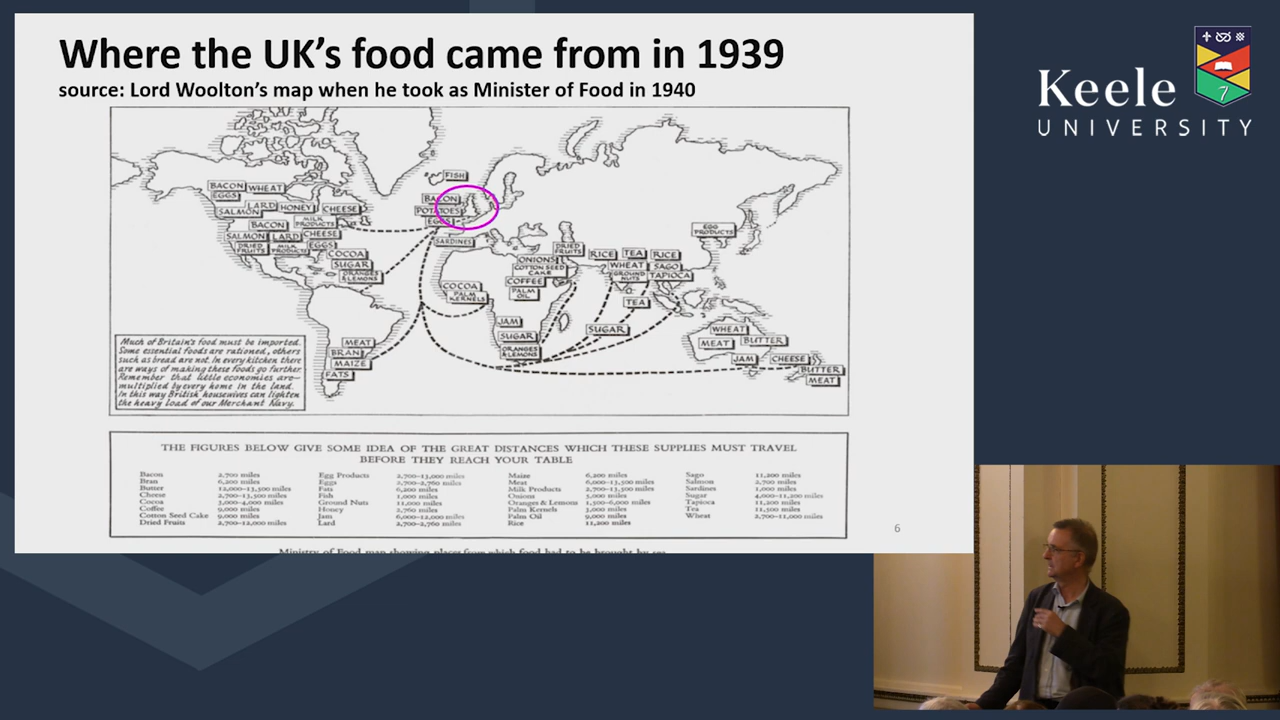 Where the UK's food came from in 1939
source: Lord Woolton's map when he took as Minister of Food in 1940
Keele
UNIVERSITY
FISH
BACON
WHEAT
EGGS
LARD
HONEY
CHEESE
SALMON
MILK
PRODUCTS
BACON
SALMON
LARD
CHEESE
DRIED
FRUITS
MILK
PRODUCTS
EGGS
COCOA
SUGAR
ORANGES
& LEMONS
BACON
POTATOES
EGGS
SARDINES
ONIONS
COTTON SEED
CAKE
COFFEE
PALM
OIL
DRIED
FRUITS
RICE
TEA
RICE
WHEAT
SAGO
GROUND
NUTS
TAPIOCA
TEA
EGG
PRODUCTS
COCOA
PALM
KERNELS
JAM
SUGAR
ORANGES
& LEMONS
SUGAR
WHEAT
MEAT
BUTTER
JAM
CHEESE
BUTTER
MEAT
MEAT
BRAN
MAIZE
FATS
Much of Britain's food must be imported.
Some essential foods are rationed, others
such as bread are not. In every kitchen there
are ways of making these foods go further.
Remember that little economies are
multiplied by every home in the land.
In this way British housewives can lighten
the heavy load of our Merchant Navy.
THE FIGURES BELOW GIVE SOME IDEA OF THE GREAT DISTANCES WHICH THESE SUPPLIES MUST TRAVEL
BEFORE THEY REACH YOUR TABLE
Bacon 2,700 miles
Bran 6,200 miles
Butter 12,000-13,500 miles
Cheese 2,700-13,500 miles
Cocoa 3,000-4,000 miles
Coffee 9,000 miles
Cotton Seed Cake 9,000 miles
Dried Fruits 2,700-12,000 miles
Egg Products 2,700-13,000 miles
Eggs 2,700-2,760 miles
Fats 6,200 miles
Fish 1,000 miles
Ground Nuts 11,000 miles
Honey 2,760 miles
Jam 6,000-12,000 miles
Lard 2,700-2,760 miles
Maize 6,200 miles
Meat 6,000-13,500 miles
Milk Products 2,700-13,500 miles
Onions 3,000 miles
Oranges & Lemons 1,500-6,000 miles
Palm Kernels 3,000 miles
Palm Oil 9,000 miles
Rice 11,200 miles
Sago 11,200 miles
Salmon 2,700 miles
Sardines 1,000 miles
Sugar 4,000-11,200 miles
Tapioca 11,200 miles
Tea 11,500 miles
Wheat 2,700-11,000 miles
Ministry of Food map showing places from which food had to be brought by sea
6